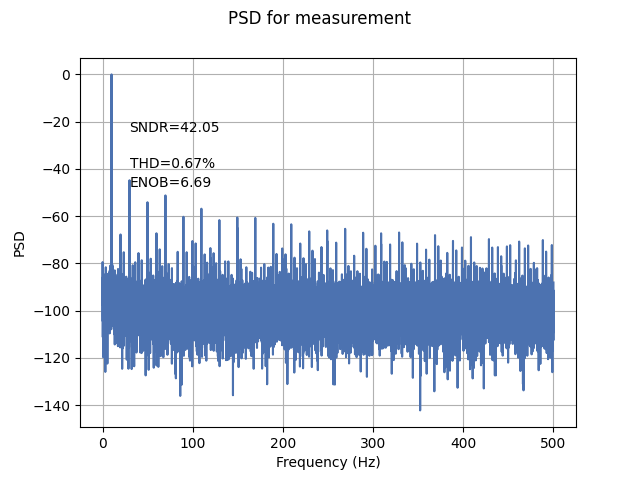 PSD for measurement
0
−20
−40
−60
−80
−100
−120
−140
PSD
SNDR=42.05
THD=0.67%
ENOB=6.69
0 100 200 300 400 500
Frequency (Hz)